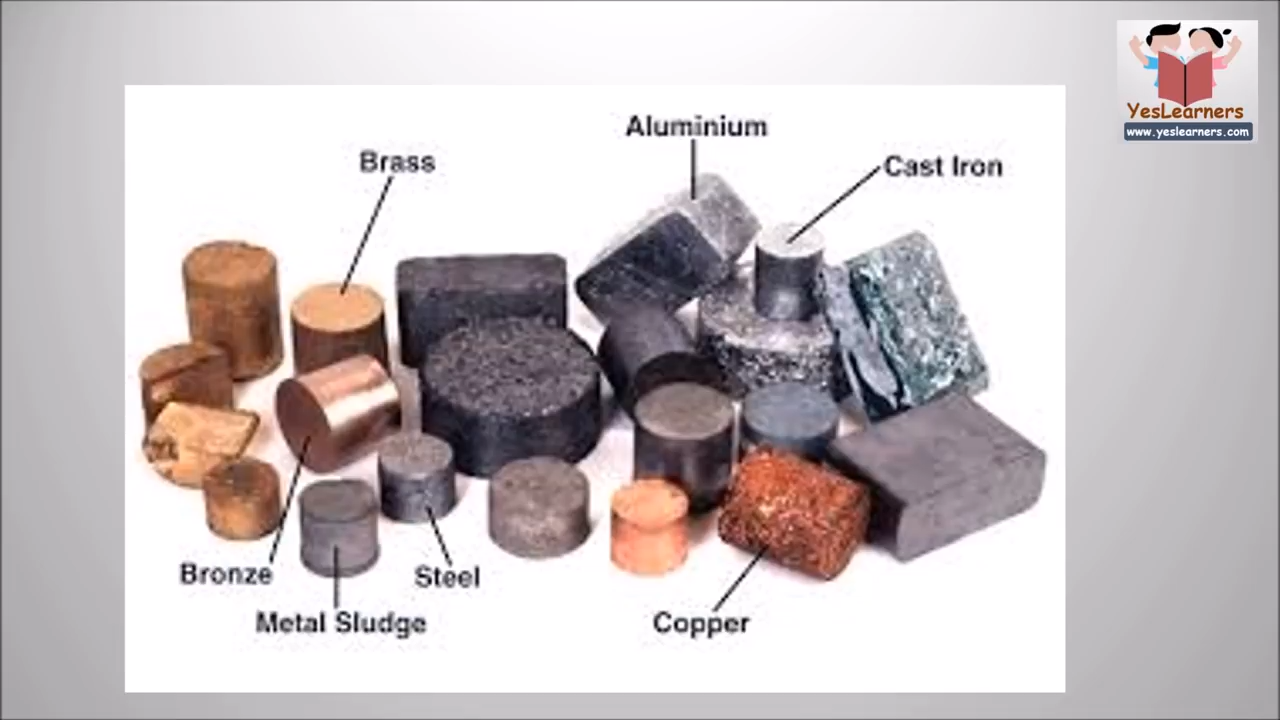 YesLearners
www.yeslearners.com
Aluminium
Brass
Cast Iron
Bronze
Steel
Metal Sludge
Copper